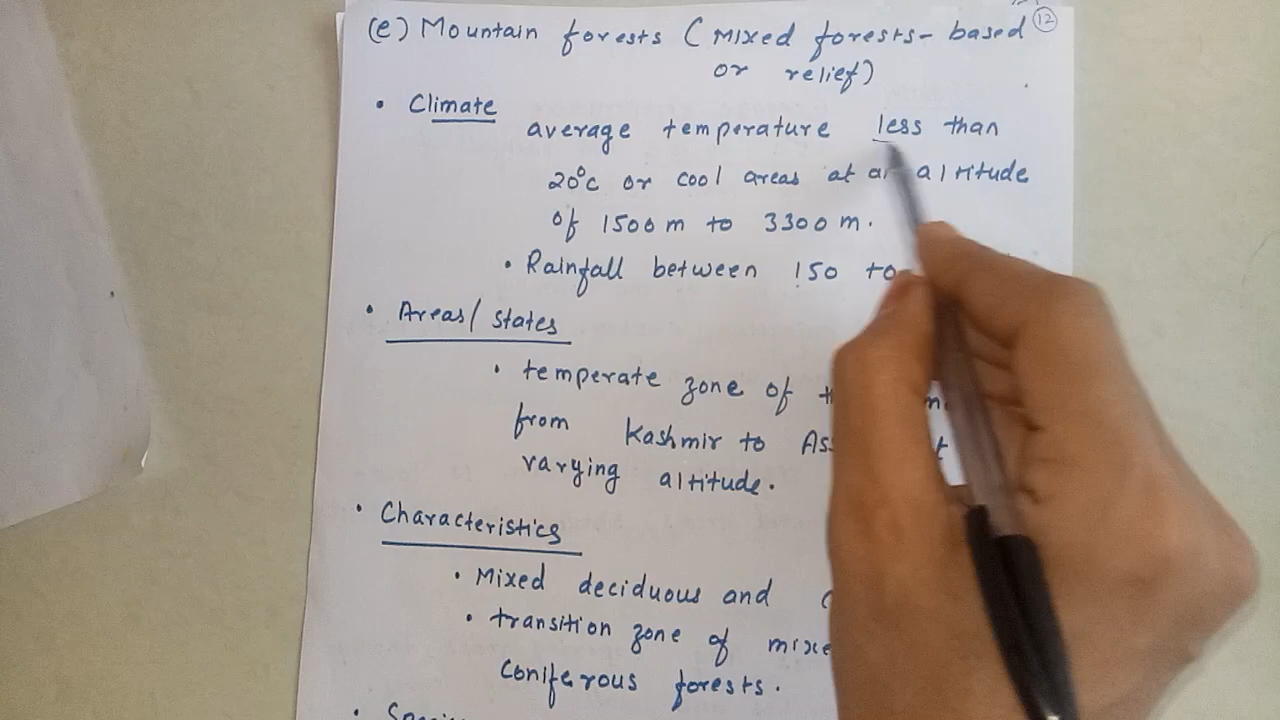 (e) Mountain forests (Mixed forests- based 12
or relief)
• Climate
average temperature less than
20°c or cool areas at an altitude
of 1500m to 3300 m.
• Rainfall between 150 to
• Areas/ states
• temperate zone of
from Kashmir to
varying altitude.
• Characteristics
• Mixed deciduous and
• transition zone of
coniferous forests.